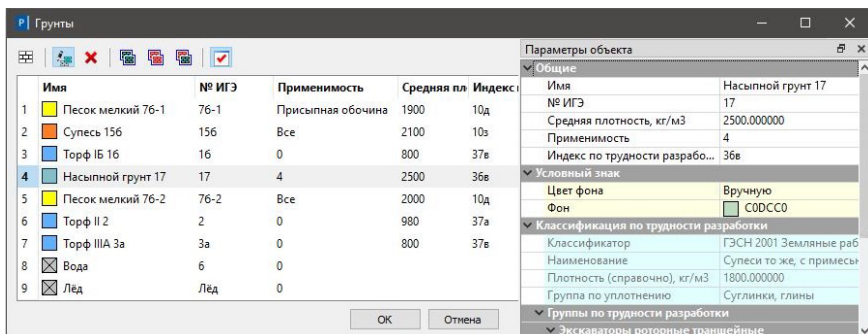 Грунты
Параметры объекта
Имя № ИГЭ Применимость Средняя пл Индекс
1 Песок мелкий 76-1 76-1 Присыпная обочина 1900 10д
2 Супесь 156 156 Все 2100 10з
3 Торф IБ 16 16 0 800 37в
4 Насыпной грунт 17 17 4 2500 36в
5 Песок мелкий 76-2 76-2 Все 2000 10д
6 Торф II 2 2 0 980 37а
7 Торф IIIA 3а 3а 0 800 37в
8 Вода 6 0
9 Лёд Лёд 0
ОК Отмена
Общие
Имя Насыпной грунт 17
№ ИГЭ 17
Средняя плотность, кг/м3 2500.000000
Применимость 4
Индекс по трудности разрабо... 36в
Условный знак
Цвет фона Вручную
Фон C0DCC0
Классификация по трудности разработки
Классификатор ГЭСН 2001 Земляные раб
Наименование Супеси то же, с примесь
Плотность (справочно), кг/м3 1800.000000
Группа по уплотнению Суглинки, глины
Группы по трудности разработки
Экскаваторы роторные траншейные